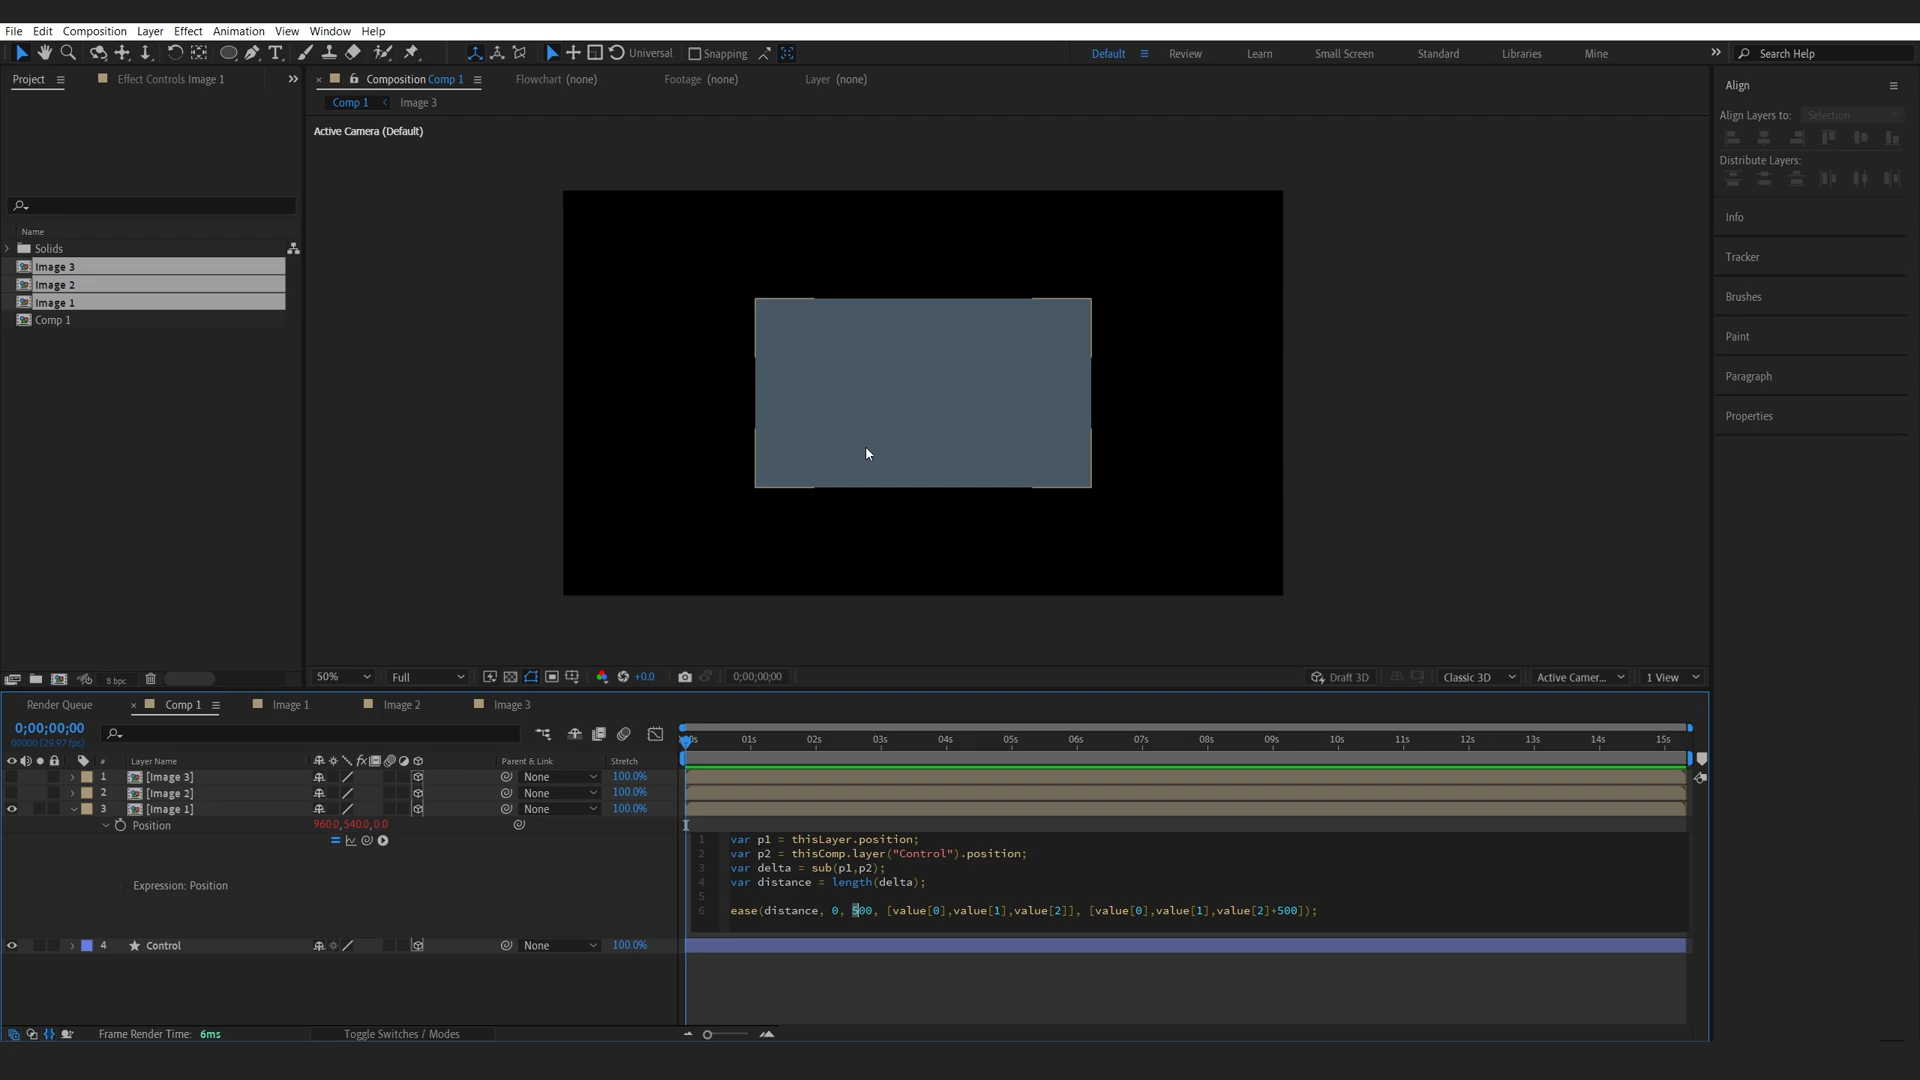 File Edit Composition Layer Effect Animation View Window Help
Universal Snapping Default Review Learn Small Screen Standard Libraries Mine Search Help
Project Effect Controls Image 1
Composition Comp 1 Flowchart (none) Footage (none) Layer (none)
Comp 1 Image 3
Active Camera (Default)
Align
Align Layers to: Selection
Distribute Layers:
Info
Tracker
Brushes
Paint
Paragraph
Properties
Name
Solids
Image 3
Image 2
Image 1
Comp 1
8 bpc
50% Full +0.0 0;00;00;00 Draft 3D Classic 3D Active Camer... 1 View
Render Queue Comp 1 Image 1 Image 2 Image 3
0;00;00;00
00000 (29.97 fps)
01s 02s 03s 04s 05s 06s 07s 08s 09s 10s 11s 12s 13s 14s 15s
# Layer Name Parent & Link Stretch
1 [Image 3] None 100.0%
2 [Image 2] None 100.0%
3 [Image 1] None 100.0%
Position 960.0,540.0,0.0
Expression: Position
1 var p1 = thisLayer.position;
2 var p2 = thisComp.layer("Control").position;
3 var delta = sub(p1,p2);
4 var distance = length(delta);
5
6 ease(distance, 0, 500, [value[0],value[1],value[2]], [value[0],value[1],value[2]+500]);
4 Control None 100.0%
Frame Render Time: 6ms Toggle Switches / Modes